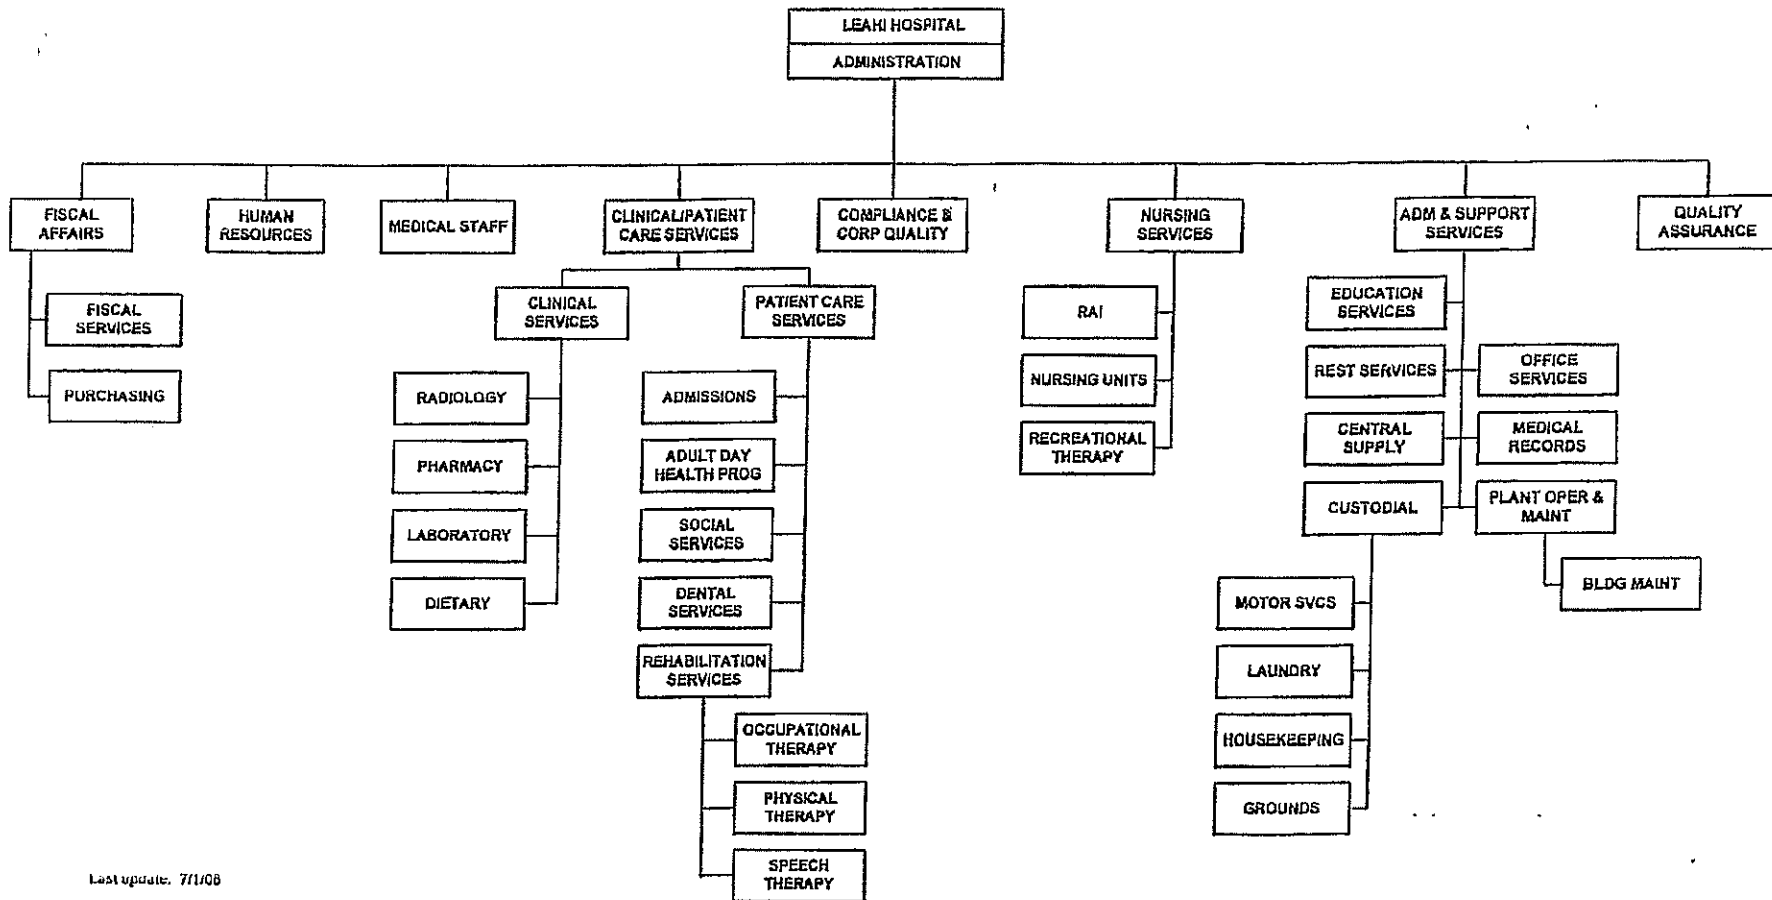 LEAHI HOSPITAL
ADMINISTRATION
FISCAL
AFFAIRS
HUMAN
RESOURCES
MEDICAL STAFF
CLINICAL/PATIENT
CARE SERVICES
COMPLIANCE &
CORP QUALITY
NURSING
SERVICES
ADM & SUPPORT
SERVICES
QUALITY
ASSURANCE
FISCAL
SERVICES
PURCHASING
CLINICAL
SERVICES
RADIOLOGY
PHARMACY
LABORATORY
DIETARY
PATIENT CARE
SERVICES
ADMISSIONS
ADULT DAY
HEALTH PROG
SOCIAL
SERVICES
DENTAL
SERVICES
REHABILITATION
SERVICES
OCCUPATIONAL
THERAPY
PHYSICAL
THERAPY
SPEECH
THERAPY
RAI
NURSING UNITS
RECREATIONAL
THERAPY
EDUCATION
SERVICES
REST SERVICES
OFFICE
SERVICES
CENTRAL
SUPPLY
MEDICAL
RECORDS
CUSTODIAL
PLANT OPER &
MAINT
BLDG MAINT
MOTOR SVCS
LAUNDRY
HOUSEKEEPING
GROUNDS
Last update. 7/1/08